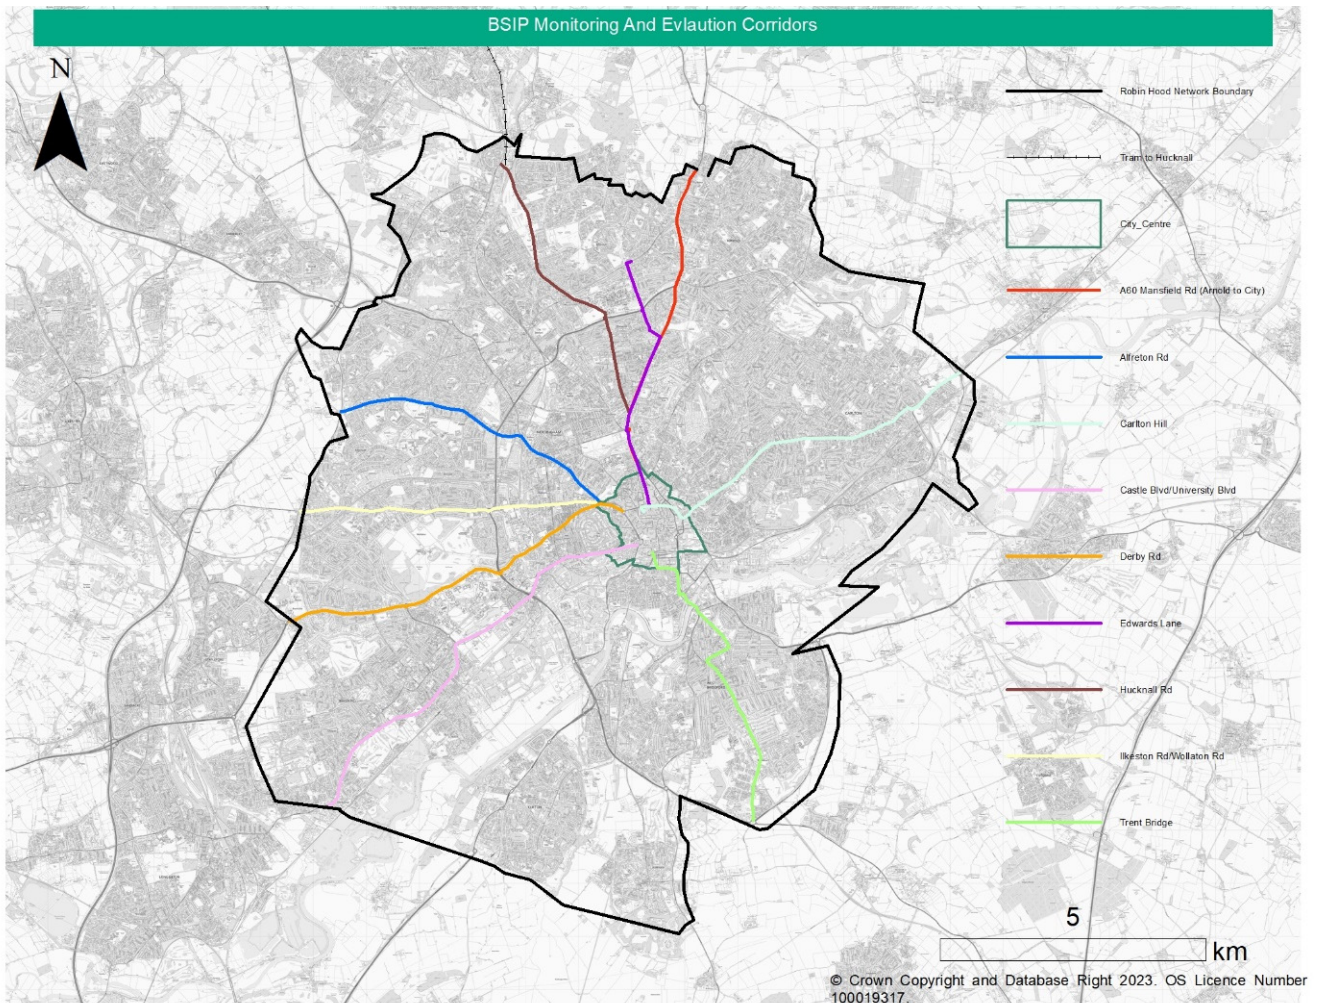 BSIP Monitoring And Evlaution Corridors
N
Robin Hood Network Boundary
Tram to Hucknall
City_Centre
A60 Mansfield Rd (Arnold to City)
Alfreton Rd
Carlton Hill
Castle Blvd/University Blvd
Derby Rd
Edwards Lane
Hucknall Rd
Ilkeston Rd/Wollaton Rd
Trent Bridge
5
km
© Crown Copyright and Database Right 2023. OS Licence Number
100019317.